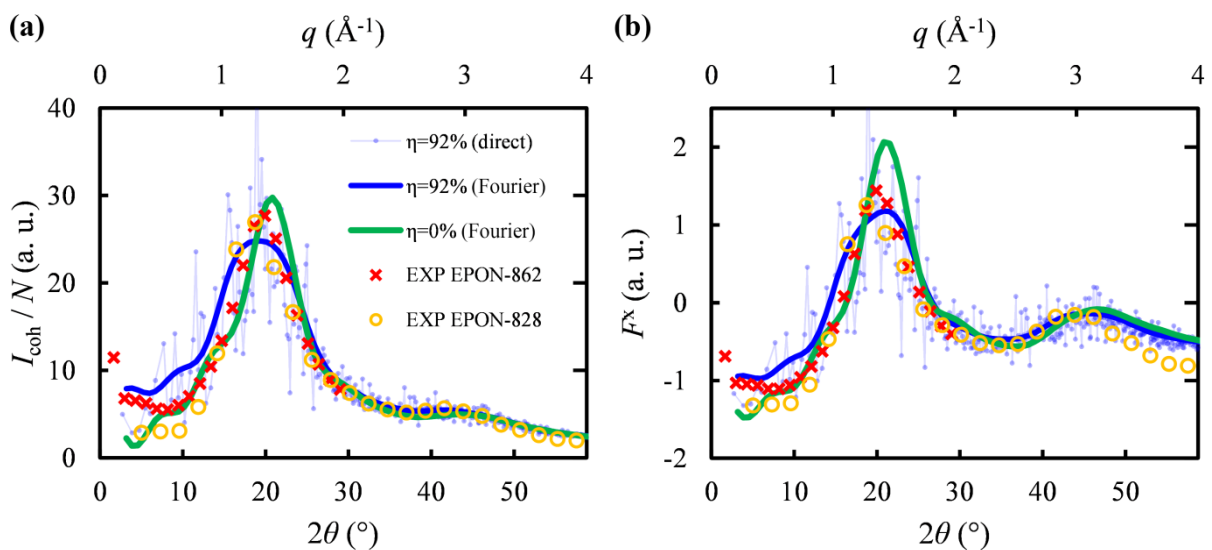 (a)
q (Å⁻¹)
0 1 2 3 4
40
30
20
10
0
I_coh / N (a. u.)
η=92% (direct)
η=92% (Fourier)
η=0% (Fourier)
EXP EPON-862
EXP EPON-828
0 10 20 30 40 50
2θ (°)
(b)
q (Å⁻¹)
0 1 2 3 4
2
1
0
-1
-2
Fˣ (a. u.)
0 10 20 30 40 50
2θ (°)